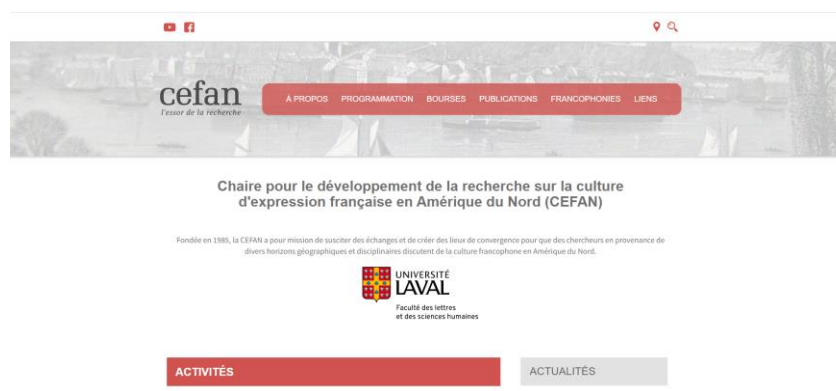 cefan
l'essor de la recherche
À PROPOS PROGRAMMATION BOURSES PUBLICATIONS FRANCOPHONIES LIENS
Chaire pour le développement de la recherche sur la culture
d'expression française en Amérique du Nord (CEFAN)
Fondée en 1985, la CEFAN a pour mission de susciter des échanges et de créer des lieux de convergence pour que des chercheurs en provenance de
divers horizons géographiques et disciplinaires discutent de la culture francophone en Amérique du Nord.
UNIVERSITÉ
LAVAL
Faculté des lettres
et des sciences humaines
ACTIVITÉS
ACTUALITÉS